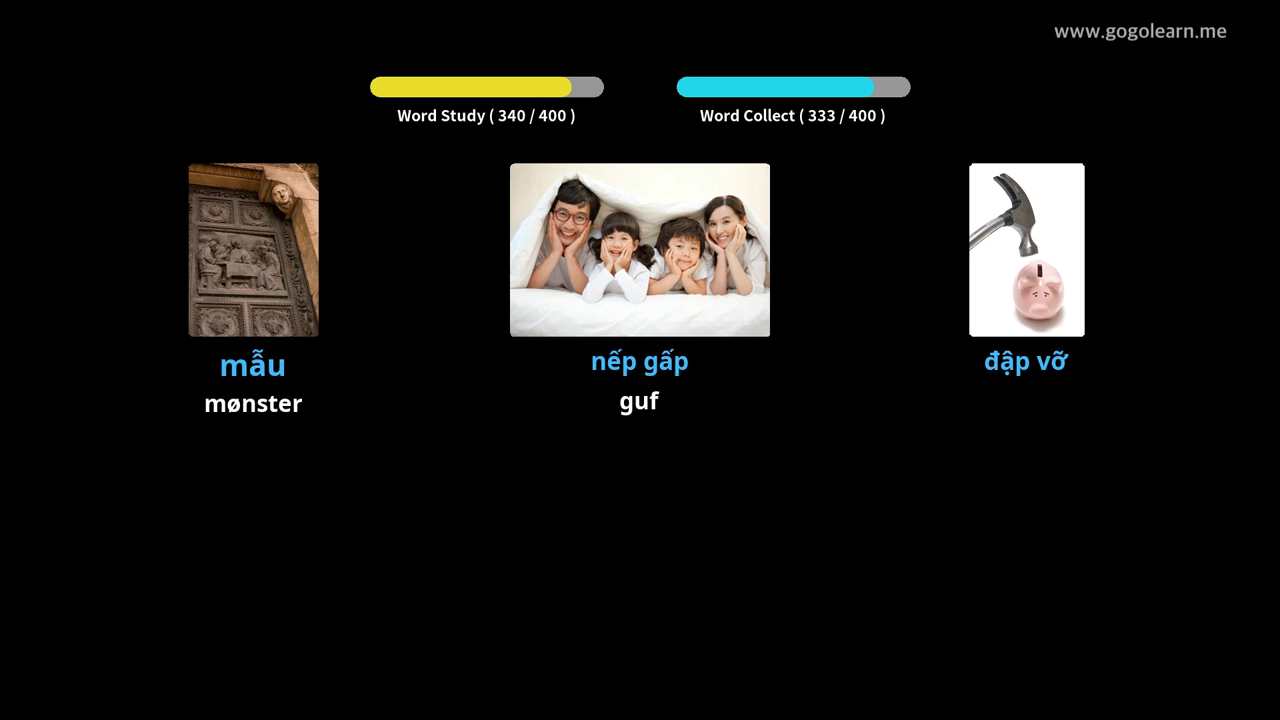 www.gogolearn.me
Word Study ( 340 / 400 )
Word Collect ( 333 / 400 )
mẫu
mønster
nếp gấp
guf
đập vỡ